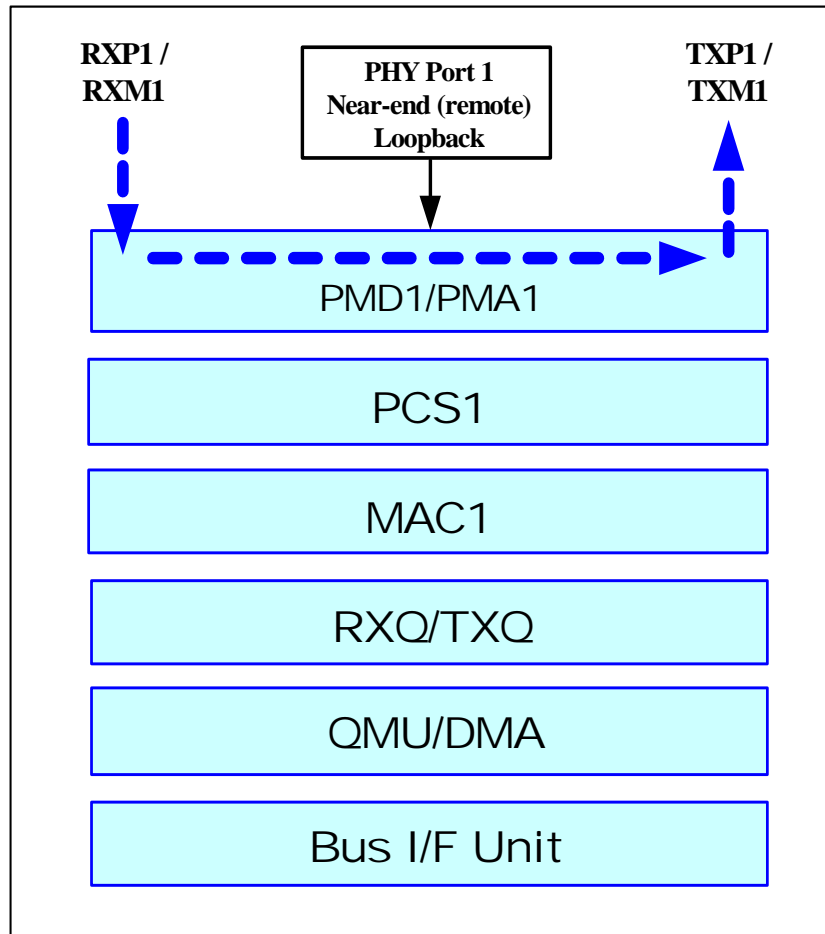 RXP1 /
RXM1
PHY Port 1
Near-end (remote)
Loopback
TXP1 /
TXM1
PMD1/PMA1
PCS1
MAC1
RXQ/TXQ
QMU/DMA
Bus I/F Unit